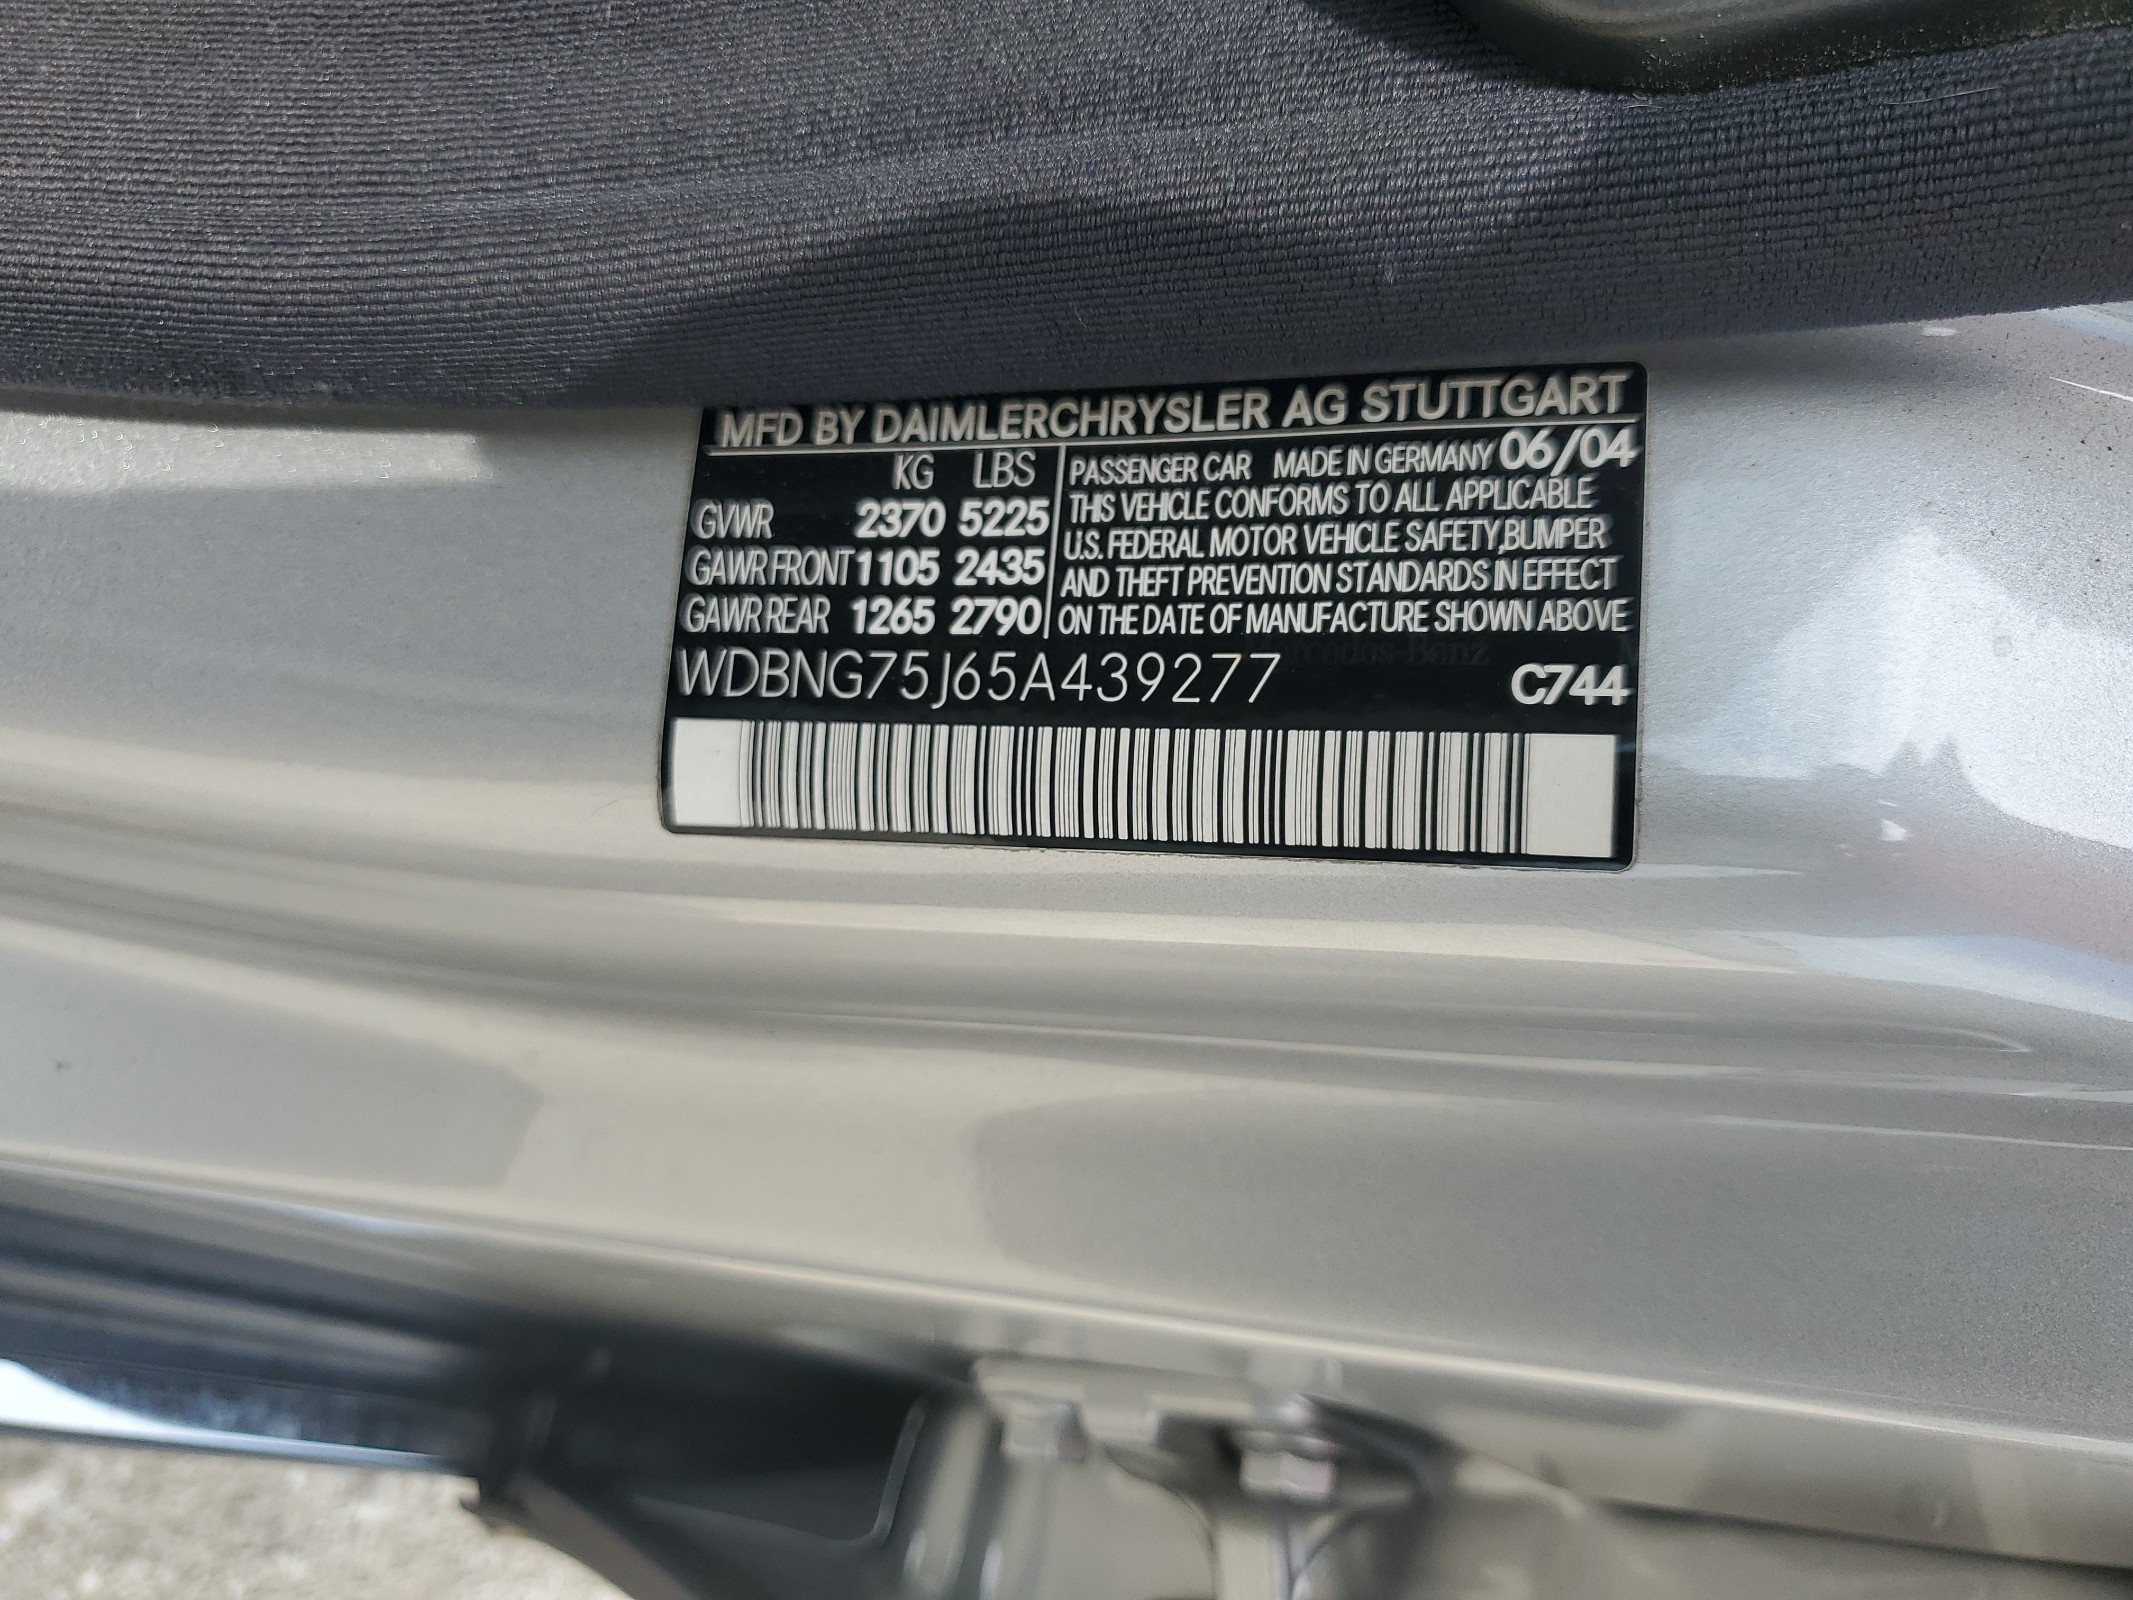 MFD BY DAIMLERCHRYSLER AG STUTTGART
KG LBS
GVWR 2370 5225
GAWR FRONT 1105 2435
GAWR REAR 1265 2790
PASSENGER CAR MADE IN GERMANY 06/04
THIS VEHICLE CONFORMS TO ALL APPLICABLE
U.S. FEDERAL MOTOR VEHICLE SAFETY,BUMPER
AND THEFT PREVENTION STANDARDS IN EFFECT
ON THE DATE OF MANUFACTURE SHOWN ABOVE
Mercedes Benz
WDBNG75J65A439277 C744